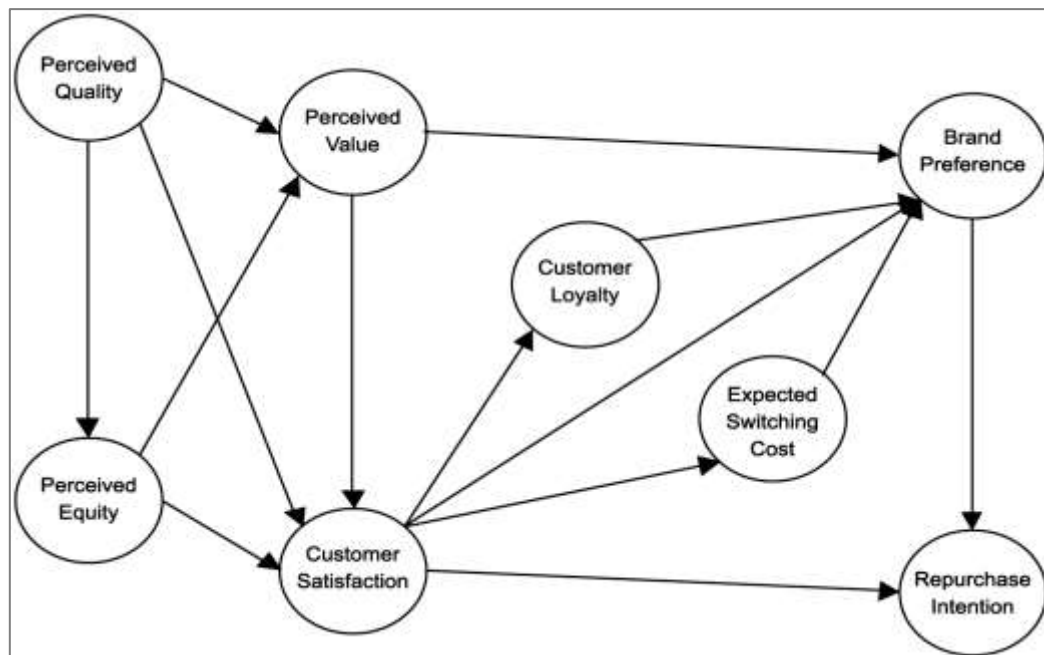 Perceived
Quality
Perceived
Value
Brand
Preference
Customer
Loyalty
Expected
Switching
Cost
Perceived
Equity
Customer
Satisfaction
Repurchase
Intention